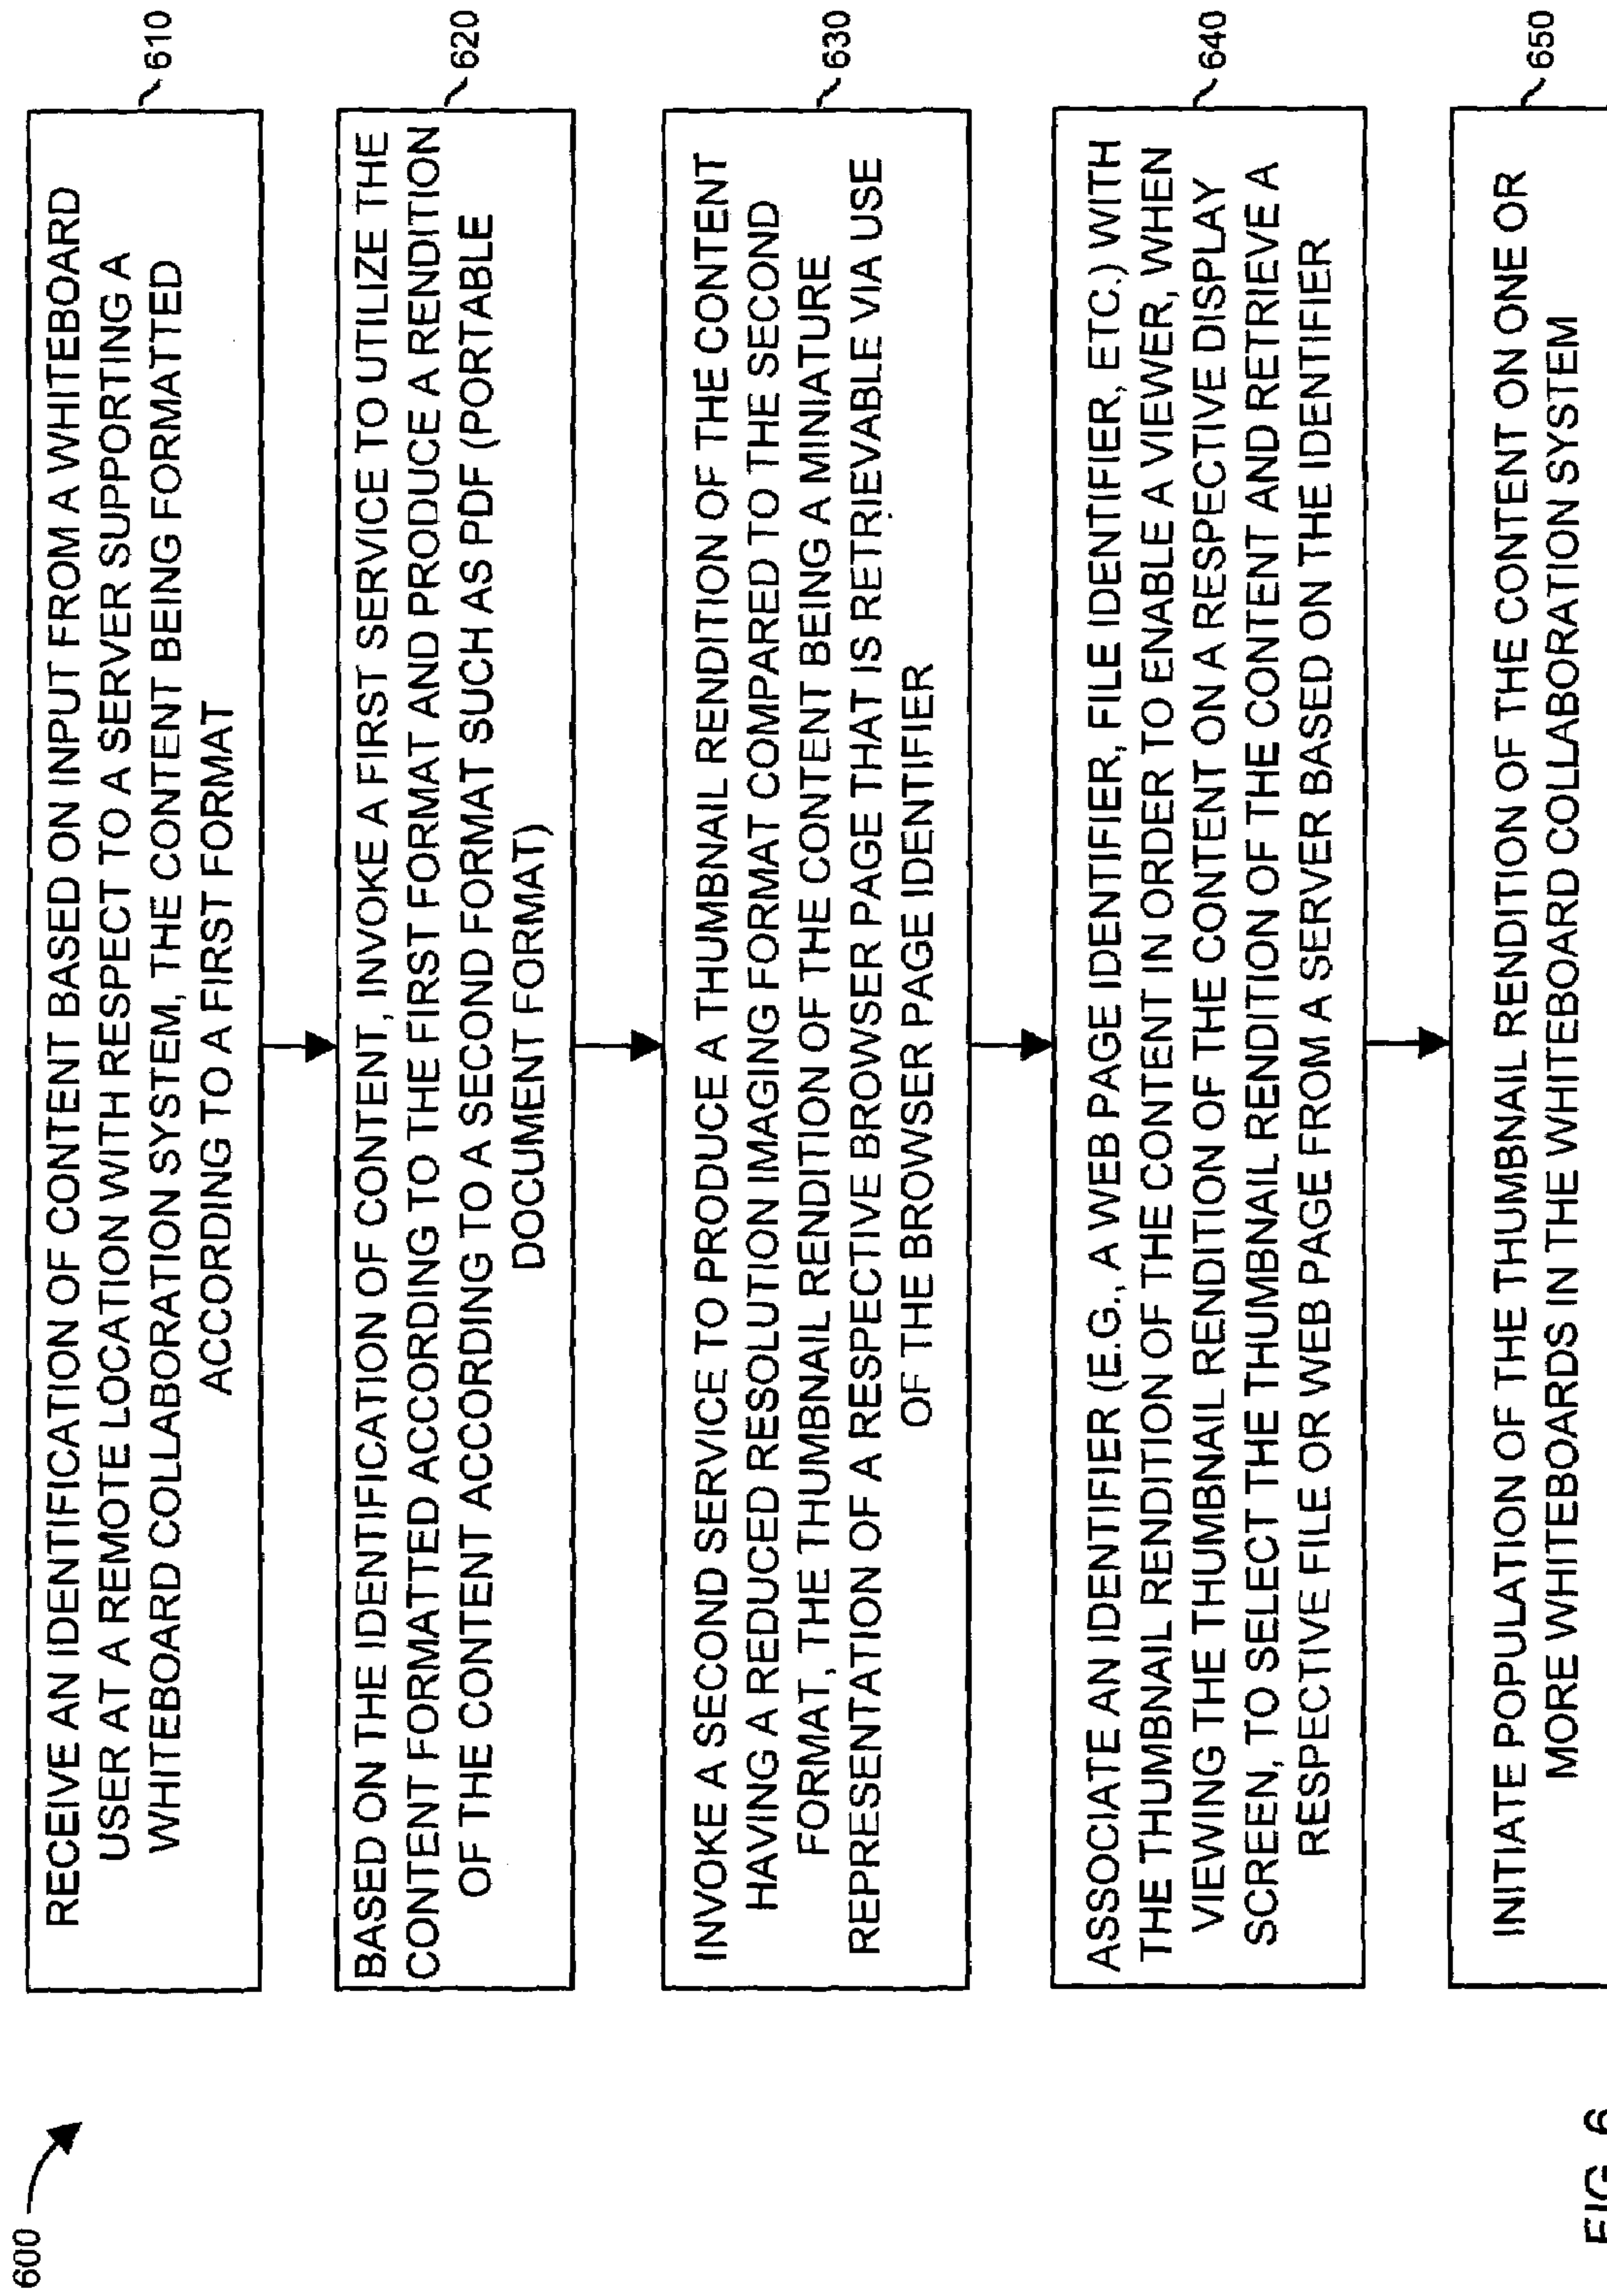 600
RECEIVE AN IDENTIFICATION OF CONTENT BASED ON INPUT FROM A WHITEBOARD
USER AT A REMOTE LOCATION WITH RESPECT TO A SERVER SUPPORTING A
WHITEBOARD COLLABORATION SYSTEM, THE CONTENT BEING FORMATTED
ACCORDING TO A FIRST FORMAT
610
BASED ON THE IDENTIFICATION OF CONTENT, INVOKE A FIRST SERVICE TO UTILIZE THE
CONTENT FORMATTED ACCORDING TO THE FIRST FORMAT AND PRODUCE A RENDITION
OF THE CONTENT ACCORDING TO A SECOND FORMAT SUCH AS PDF (PORTABLE
DOCUMENT FORMAT)
620
INVOKE A SECOND SERVICE TO PRODUCE A THUMBNAIL RENDITION OF THE CONTENT
HAVING A REDUCED RESOLUTION IMAGING FORMAT COMPARED TO THE SECOND
FORMAT, THE THUMBNAIL RENDITION OF THE CONTENT BEING A MINIATURE
REPRESENTATION OF A RESPECTIVE BROWSER PAGE THAT IS RETRIEVABLE VIA USE
OF THE BROWSER PAGE IDENTIFIER
630
ASSOCIATE AN IDENTIFIER (E.G., A WEB PAGE IDENTIFIER, FILE IDENTIFIER, ETC.) WITH
THE THUMBNAIL RENDITION OF THE CONTENT IN ORDER TO ENABLE A VIEWER, WHEN
VIEWING THE THUMBNAIL RENDITION OF THE CONTENT ON A RESPECTIVE DISPLAY
SCREEN, TO SELECT THE THUMBNAIL RENDITION OF THE CONTENT AND RETRIEVE A
RESPECTIVE FILE OR WEB PAGE FROM A SERVER BASED ON THE IDENTIFIER
640
INITIATE POPULATION OF THE THUMBNAIL RENDITION OF THE CONTENT ON ONE OR
MORE WHITEBOARDS IN THE WHITEBOARD COLLABORATION SYSTEM
650
FIG. 6